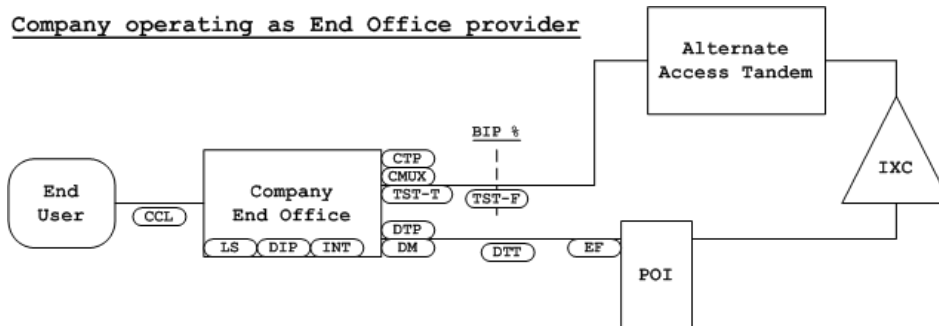 Company operating as End Office provider
Alternate
Access Tandem
BIP %
CTP
CMUX
TST-T
TST-F
IXC
End
User
CCL
Company
End Office
LS
DIP
INT
DTP
DM
DTT
EF
POI